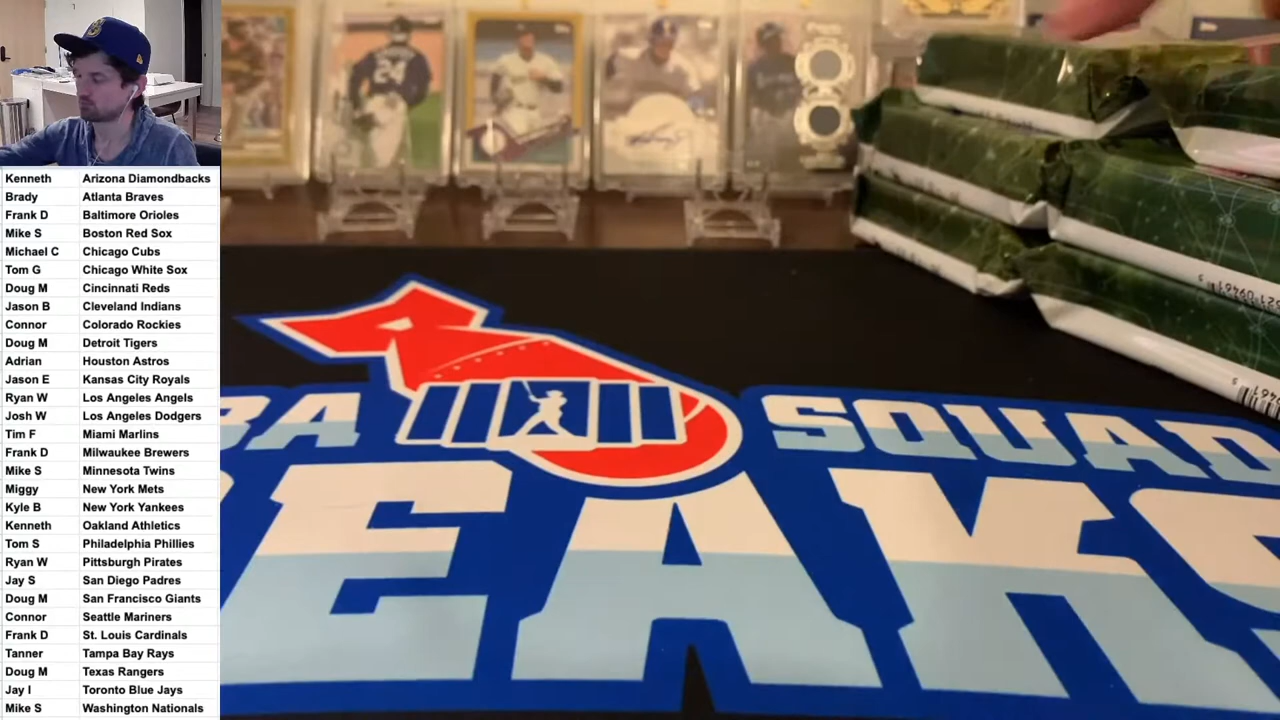 Kenneth Arizona Diamondbacks
Brady Atlanta Braves
Frank D Baltimore Orioles
Mike S Boston Red Sox
Michael C Chicago Cubs
Tom G Chicago White Sox
Doug M Cincinnati Reds
Jason B Cleveland Indians
Connor Colorado Rockies
Doug M Detroit Tigers
Adrian Houston Astros
Jason E Kansas City Royals
Ryan W Los Angeles Angels
Josh W Los Angeles Dodgers
Tim F Miami Marlins
Frank D Milwaukee Brewers
Mike S Minnesota Twins
Miggy New York Mets
Kyle B New York Yankees
Kenneth Oakland Athletics
Tom S Philadelphia Phillies
Ryan W Pittsburgh Pirates
Jay S San Diego Padres
Doug M San Francisco Giants
Connor Seattle Mariners
Frank D St. Louis Cardinals
Tanner Tampa Bay Rays
Doug M Texas Rangers
Jay I Toronto Blue Jays
Mike S Washington Nationals
24
BA SQUAD
EAKS